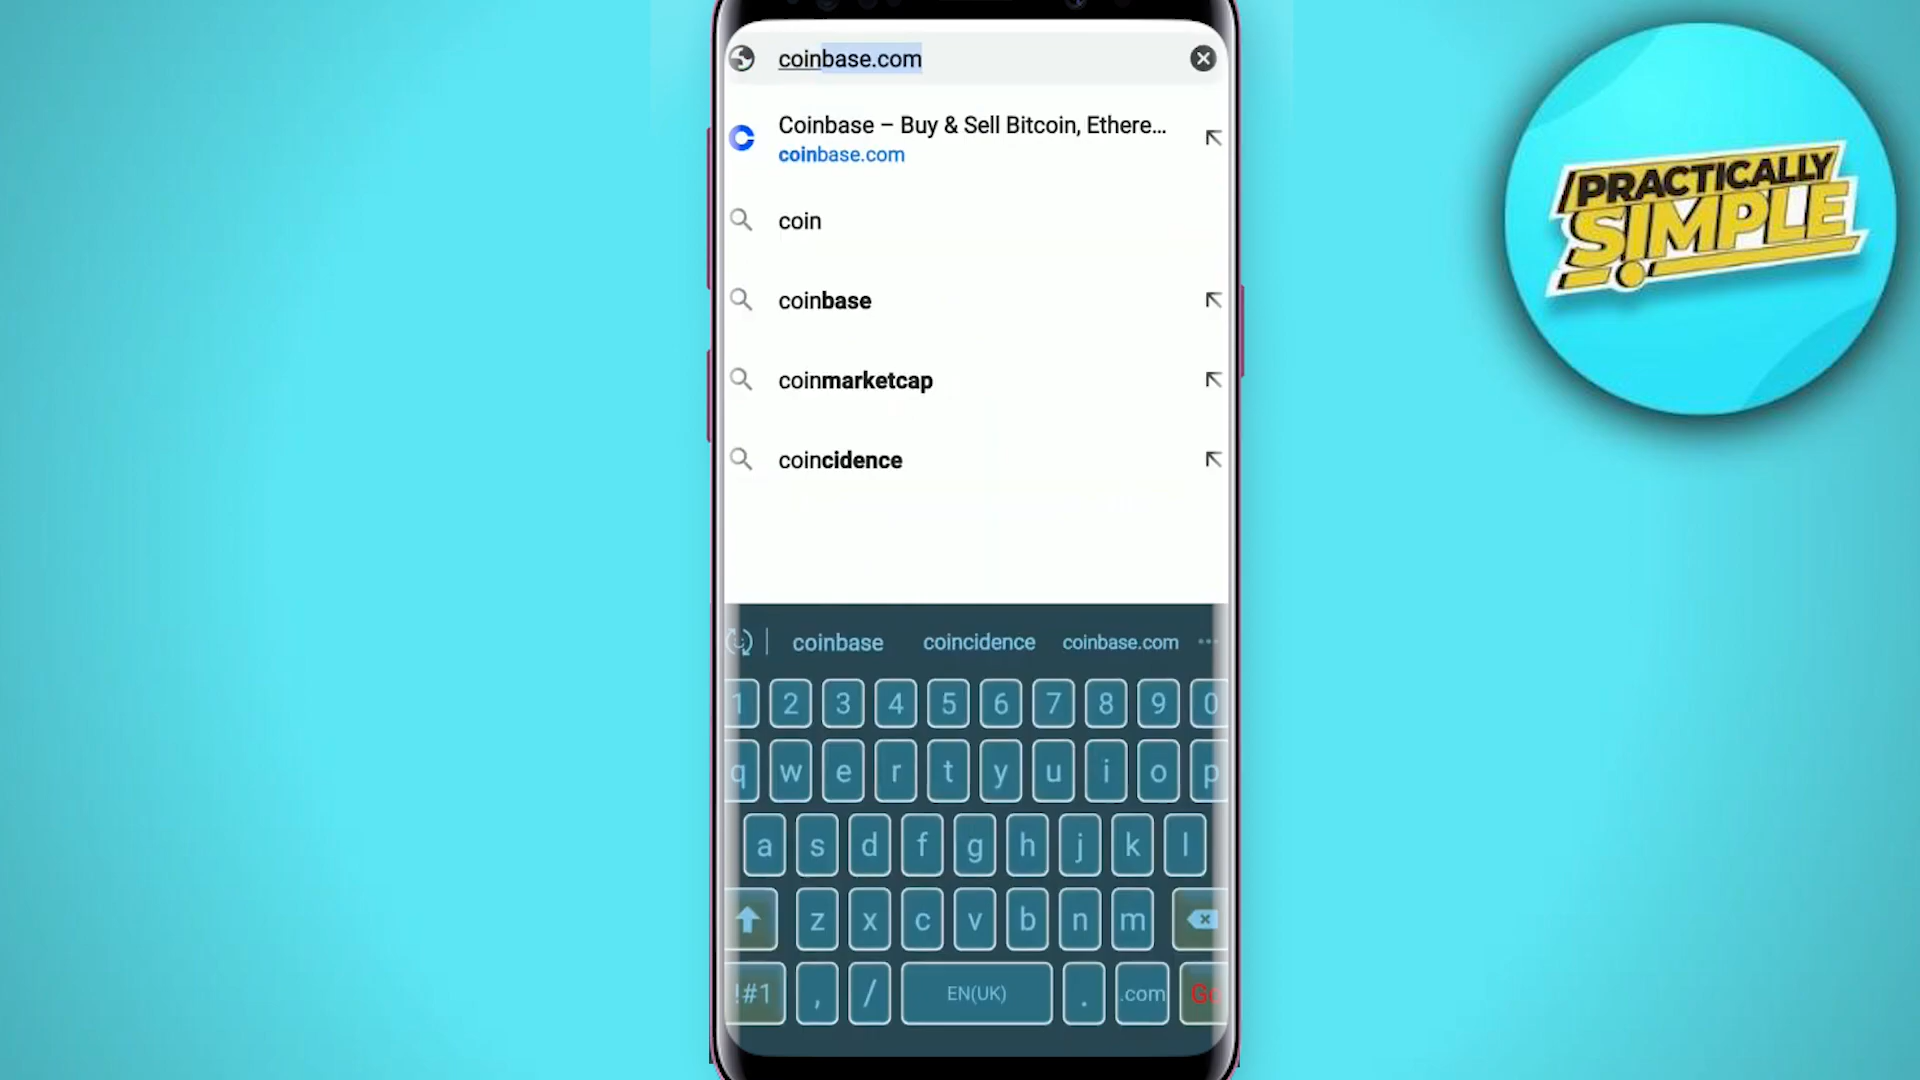 coinbase.com
Coinbase – Buy & Sell Bitcoin, Ethere...
coinbase.com
coin
coinbase
coinmarketcap
coincidence
PRACTICALLY
SIMPLE
coinbase coincidence coinbase.com ...
1 2 3 4 5 6 7 8 9 0
q w e r t y u i o p
a s d f g h j k l
z x c v b n m
!#1 , / EN(UK) . .com Go